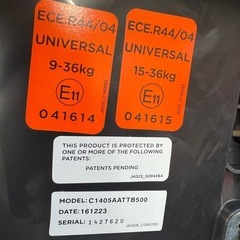 ECE.R44/04
UNIVERSAL
9-36kg
E11
041614
ECE.R44/04
UNIVERSAL
15-36kg
E11
041615
THIS PRODUCT IS PROTECTED BY ONE
OR MORE OF THE FOLLOWING
PATENTS:
PATENTS PENDING
JK023_S09426A
MODEL: C1405AATTB500
DATE:161223
SERIAL: 1427620